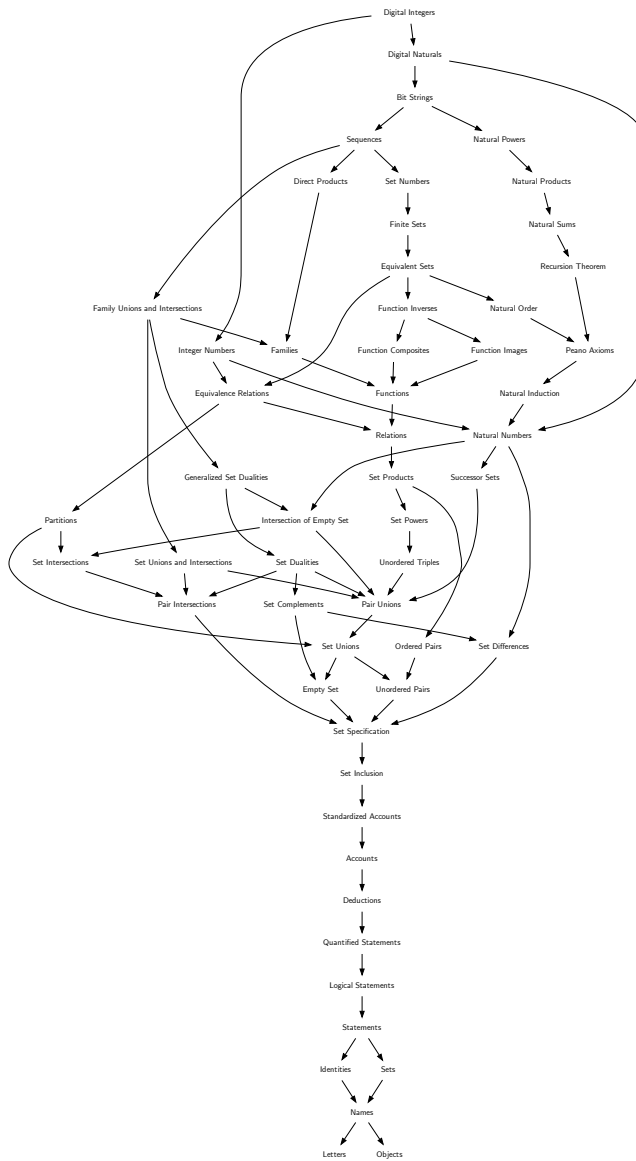 Digital Integers
Digital Naturals
Bit Strings
Sequences
Natural Powers
Direct Products
Set Numbers
Natural Products
Finite Sets
Natural Sums
Equivalent Sets
Recursion Theorem
Family Unions and Intersections
Function Inverses
Natural Order
Integer Numbers
Families
Function Composites
Function Images
Peano Axioms
Equivalence Relations
Functions
Natural Induction
Relations
Natural Numbers
Generalized Set Dualities
Set Products
Successor Sets
Partitions
Intersection of Empty Set
Set Powers
Set Intersections
Set Unions and Intersections
Set Dualities
Unordered Triples
Pair Intersections
Set Complements
Pair Unions
Set Unions
Ordered Pairs
Set Differences
Empty Set
Unordered Pairs
Set Specification
Set Inclusion
Standardized Accounts
Accounts
Deductions
Quantified Statements
Logical Statements
Statements
Identities
Sets
Names
Letters
Objects